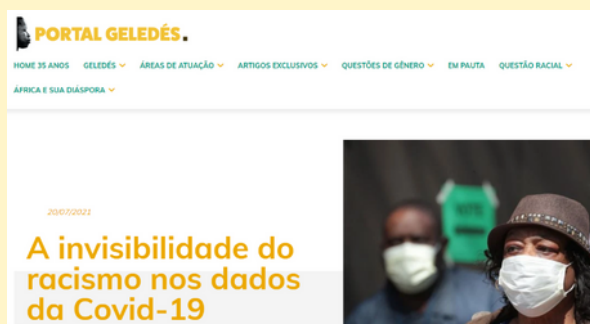 PORTAL GELEDÉS.
HOME 35 ANOS GELEDÉS ÁREAS DE ATUAÇÃO ARTIGOS EXCLUSIVOS QUESTÕES DE GÊNERO EM PAUTA QUESTÃO RACIAL
ÁFRICA E SUA DIÁSPORA
20/07/2021
A invisibilidade do
racismo nos dados
da Covid-19